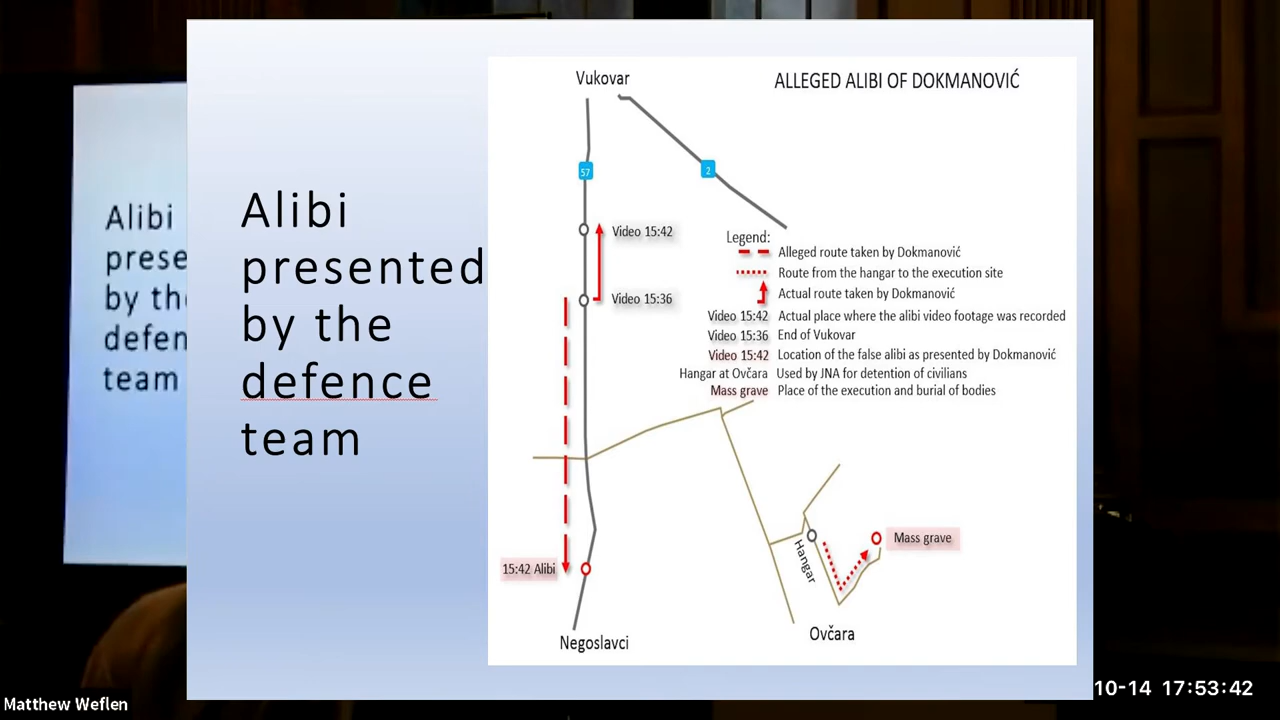 Alibi
presented
by the
defence
team
Alibi
prese
by th
defen
team
Vukovar
ALLEGED ALIBI OF DOKMANOVIĆ
57
2
Video 15:42
Video 15:36
Legend:
Alleged route taken by Dokmanović
Route from the hangar to the execution site
Actual route taken by Dokmanović
Video 15:42 Actual place where the alibi video footage was recorded
Video 15:36 End of Vukovar
Video 15:42 Location of the false alibi as presented by Dokmanović
Hangar at Ovčara Used by JNA for detention of civilians
Mass grave Place of the execution and burial of bodies
Hangar
Mass grave
15:42 Alibi
Negoslavci
Ovčara
Matthew Weflen
10-14 17:53:42